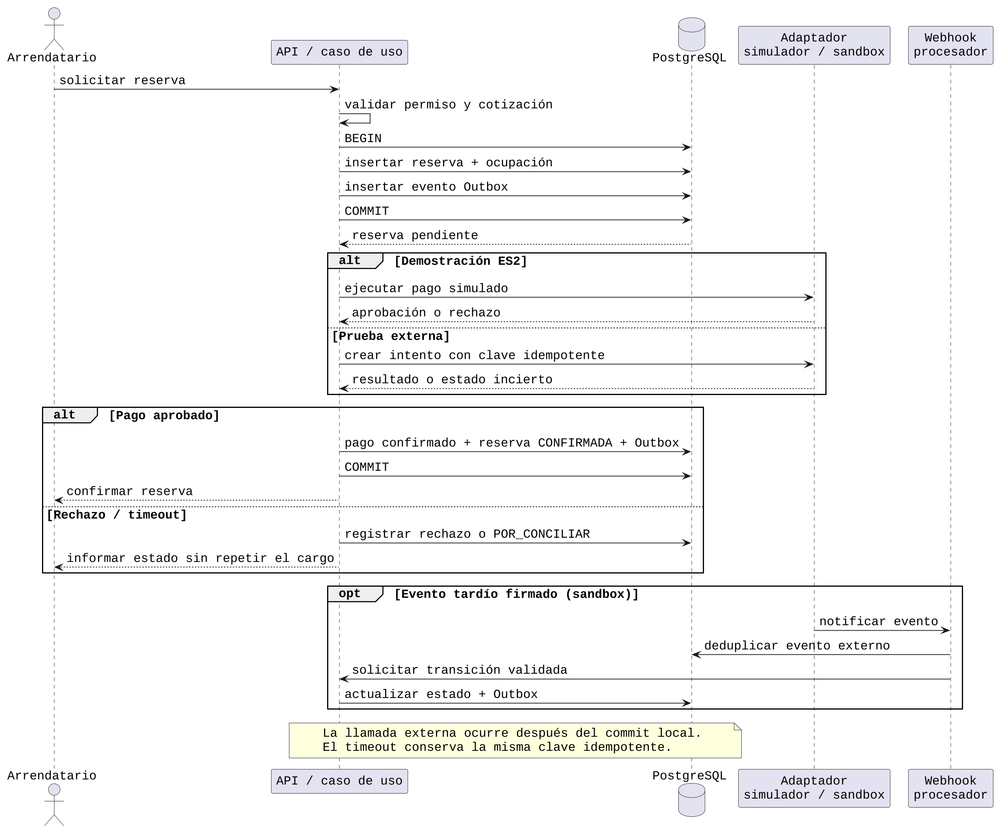 Arrendatario
API / caso de uso
PostgreSQL
Adaptador
simulador / sandbox
Webhook
procesador
solicitar reserva
validar permiso y cotización
BEGIN
insertar reserva + ocupación
insertar evento Outbox
COMMIT
reserva pendiente
alt [Demostración ES2]
ejecutar pago simulado
aprobación o rechazo
[Prueba externa]
crear intento con clave idempotente
resultado o estado incierto
alt [Pago aprobado]
pago confirmado + reserva CONFIRMADA + Outbox
COMMIT
confirmar reserva
[Rechazo / timeout]
registrar rechazo o POR_CONCILIAR
informar estado sin repetir el cargo
opt [Evento tardío firmado (sandbox)]
notificar evento
deduplicar evento externo
solicitar transición validada
actualizar estado + Outbox
La llamada externa ocurre después del commit local.
El timeout conserva la misma clave idempotente.
Arrendatario
API / caso de uso
PostgreSQL
Adaptador
simulador / sandbox
Webhook
procesador